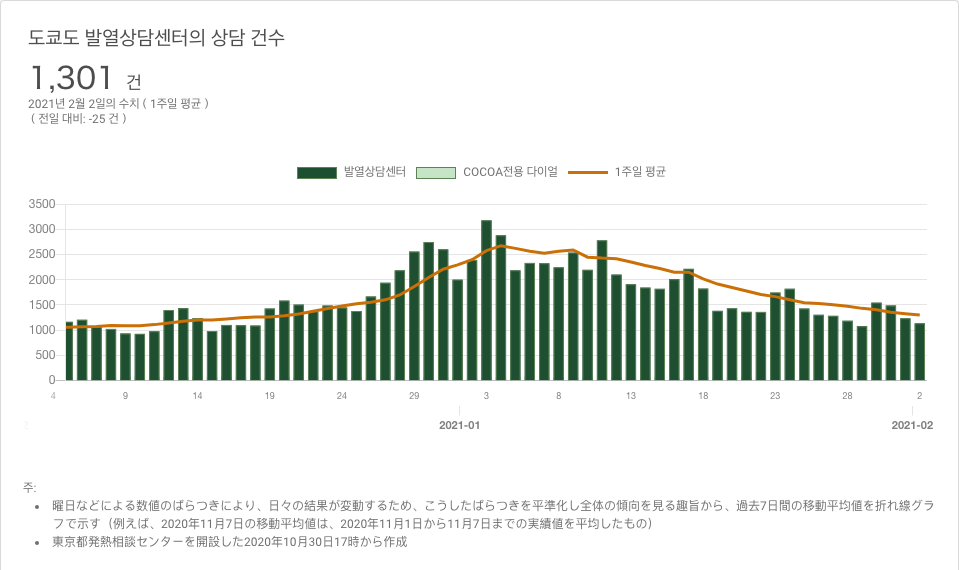 도쿄도 발열상담센터의 상담 건수
1,301 건
2021년 2월 2일의 수치 ( 1주일 평균 )
( 전일 대비: -25 건 )
발열상담센터 COCOA전용 다이얼 1주일 평균
3500
3000
2500
2000
1500
1000
500
0
4 9 14 19 24 29 3 8 13 18 23 28 2
2021-01 2021-02
주:
曜日などによる数値のばらつきにより、日々の結果が変動するため、こうしたばらつきを平準化し全体の傾向を見る趣旨から、過去7日間の移動平均値を折れ線グラ
フで示す（例えば、2020年11月7日の移動平均値は、2020年11月1日から11月7日までの実績値を平均したもの）
東京都発熱相談センターを開設した2020年10月30日17時から作成